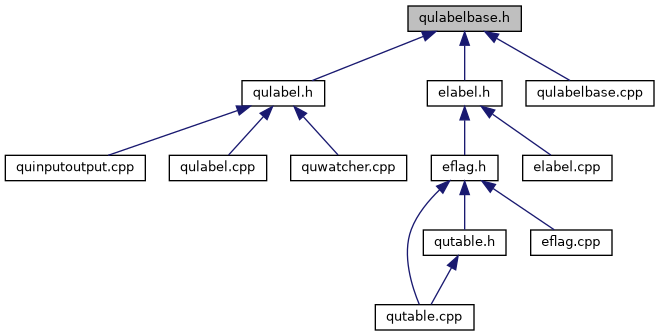 qulabelbase.h
qulabel.h
elabel.h
qulabelbase.cpp
quinputoutput.cpp
qulabel.cpp
quwatcher.cpp
eflag.h
elabel.cpp
qutable.h
eflag.cpp
qutable.cpp